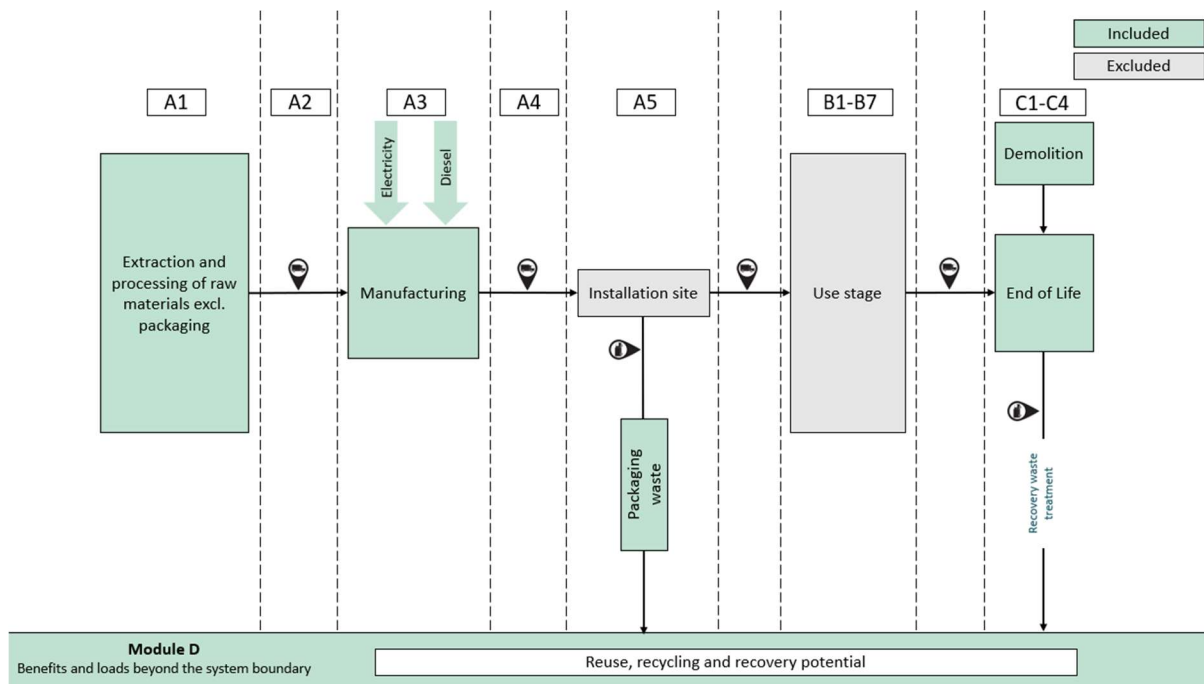 Included
Excluded
A1
A2
A3
A4
A5
B1-B7
C1-C4
Electricity
Diesel
Demolition
Extraction and
processing of raw
materials excl.
packaging
Manufacturing
Installation site
Use stage
End of Life
Packaging
waste
Recovery waste
treatment
Module D
Benefits and loads beyond the system boundary
Reuse, recycling and recovery potential